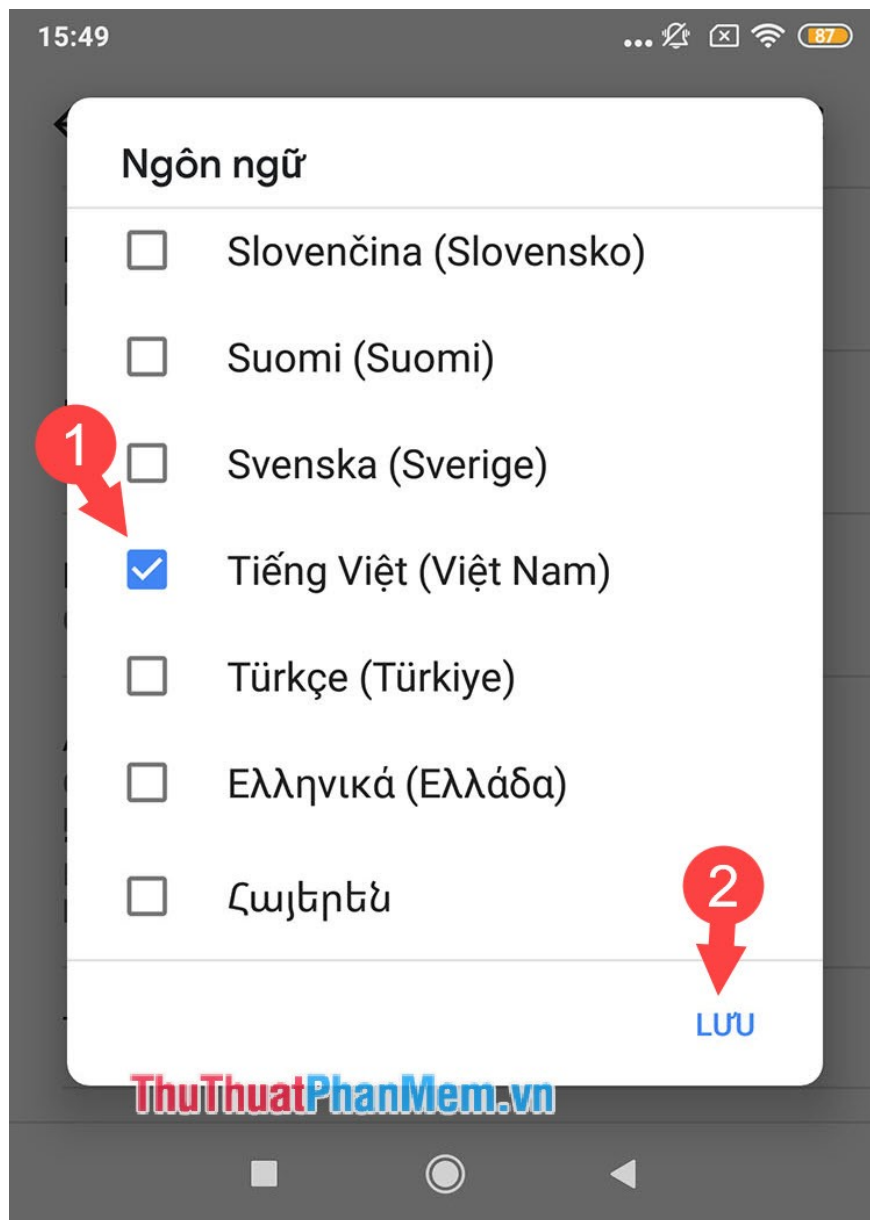 15:49
87
Ngôn ngữ
Slovenčina (Slovensko)
Suomi (Suomi)
1
Svenska (Sverige)
Tiếng Việt (Việt Nam)
Türkçe (Türkiye)
Ελληνικά (Ελλάδα)
Հայերեն
2
LƯU
ThuThuatPhanMem.vn